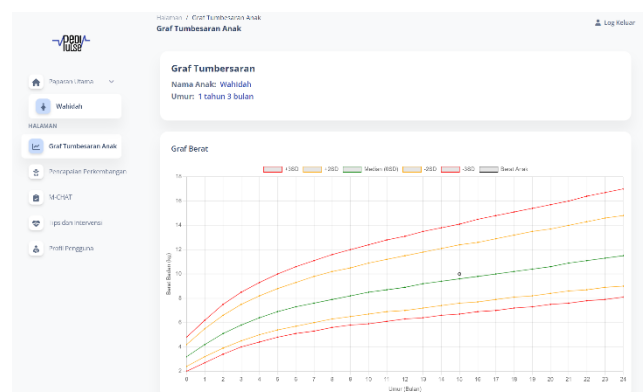 Halaman / Graf Tumbesaran Anak
Graf Tumbesaran Anak
Log Keluar
PEDI
PULSE
Paparan Utama
Wahidah
HALAMAN
Graf Tumbesaran Anak
Pencapaian Perkembangan
M-CHAT
Tips dan Intervensi
Profil Pengguna
Graf Tumbersaran
Nama Anak: Wahidah
Umur: 1 tahun 3 bulan
Graf Berat
+3SD +2SD Median (0SD) -2SD -3SD Berat Anak
Berat Badan (kg)
16
14
12
10
8
6
4
2
0 1 2 3 4 5 6 7 8 9 10 11 12 13 14 15 16 17 18 19 20 21 22 23 24
Umur (Bulan)